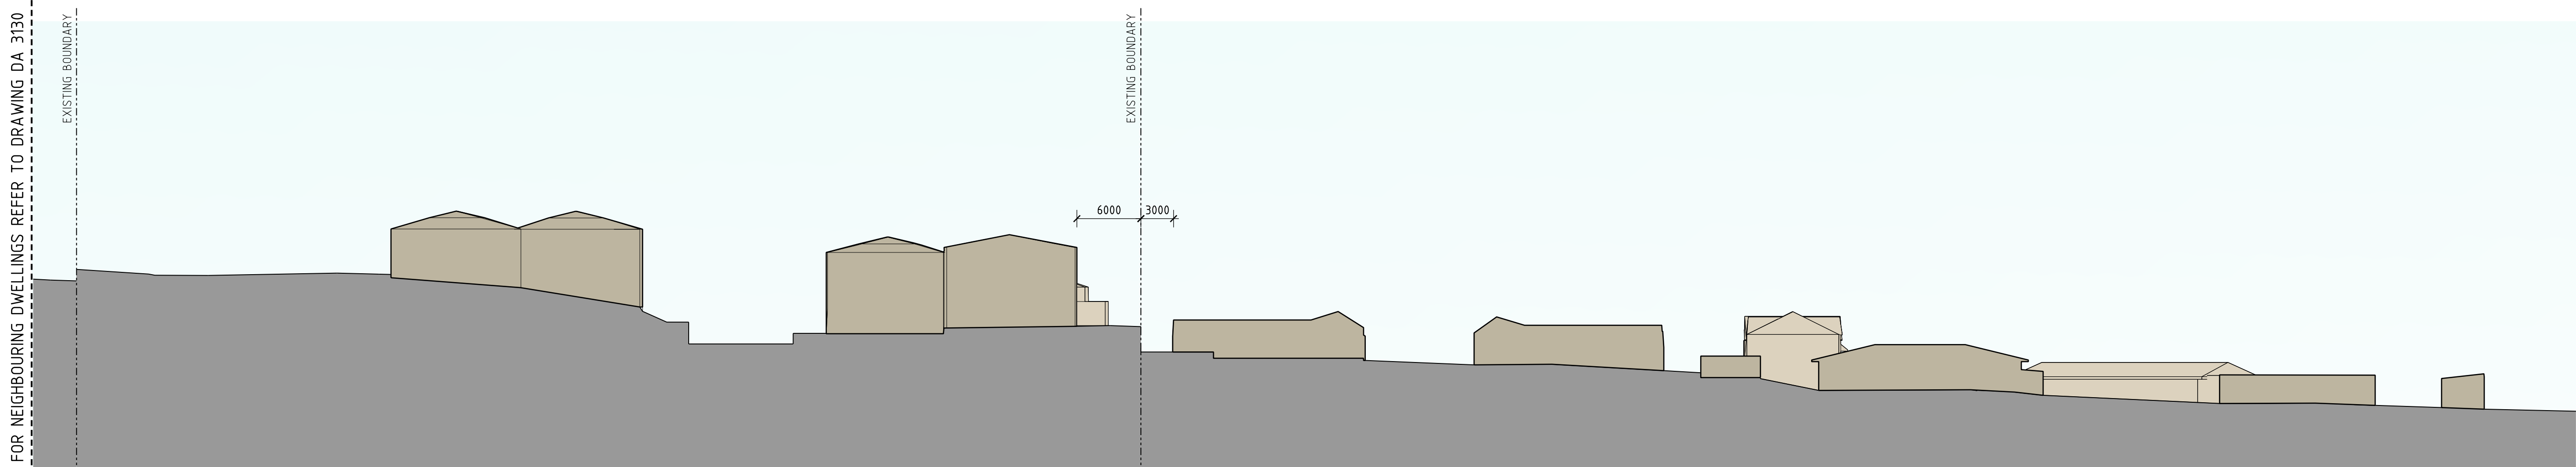 FOR NEIGHBOURING DWELLINGS REFER TO DRAWING DA 3130
EXISTING BOUNDARY
EXISTING BOUNDARY
6000
3000